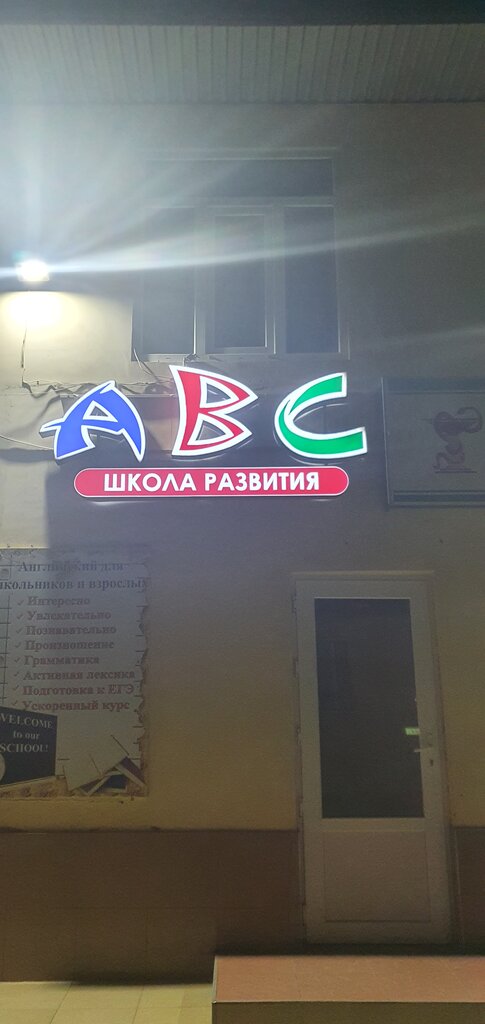 ABC
ШКОЛА РАЗВИТИЯ
Английский для
школьников и взрослых
Интересно
Увлекательно
Познавательно
Произношение
Грамматика
Активная лексика
Подготовка к ЕГЭ
Ускоренный курс
WELCOME
to our
SCHOOL!